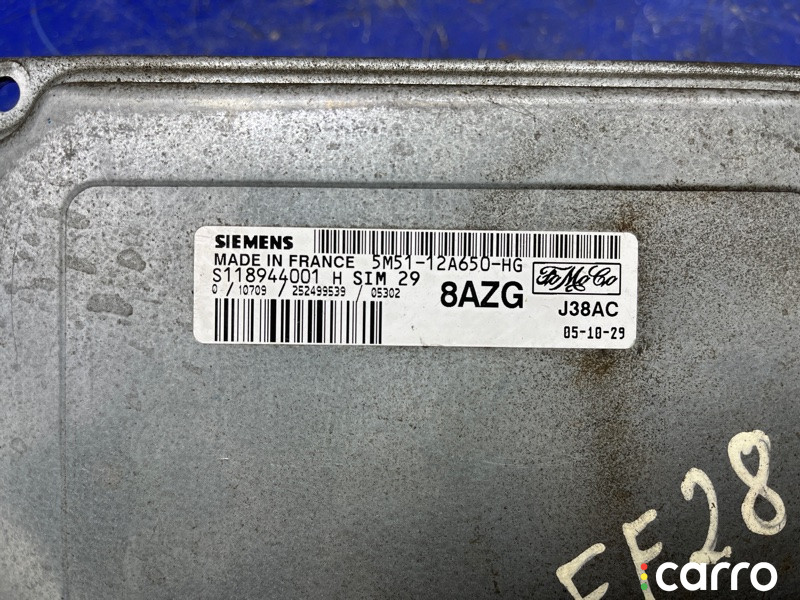 SIEMENS
MADE IN FRANCE 5M51-12A650-HG
S118944001 H SIM 29
0 / 10709 / 252499539 / 05302
8AZG
FoMoCo
J38AC
05-10-29
FF28
carro